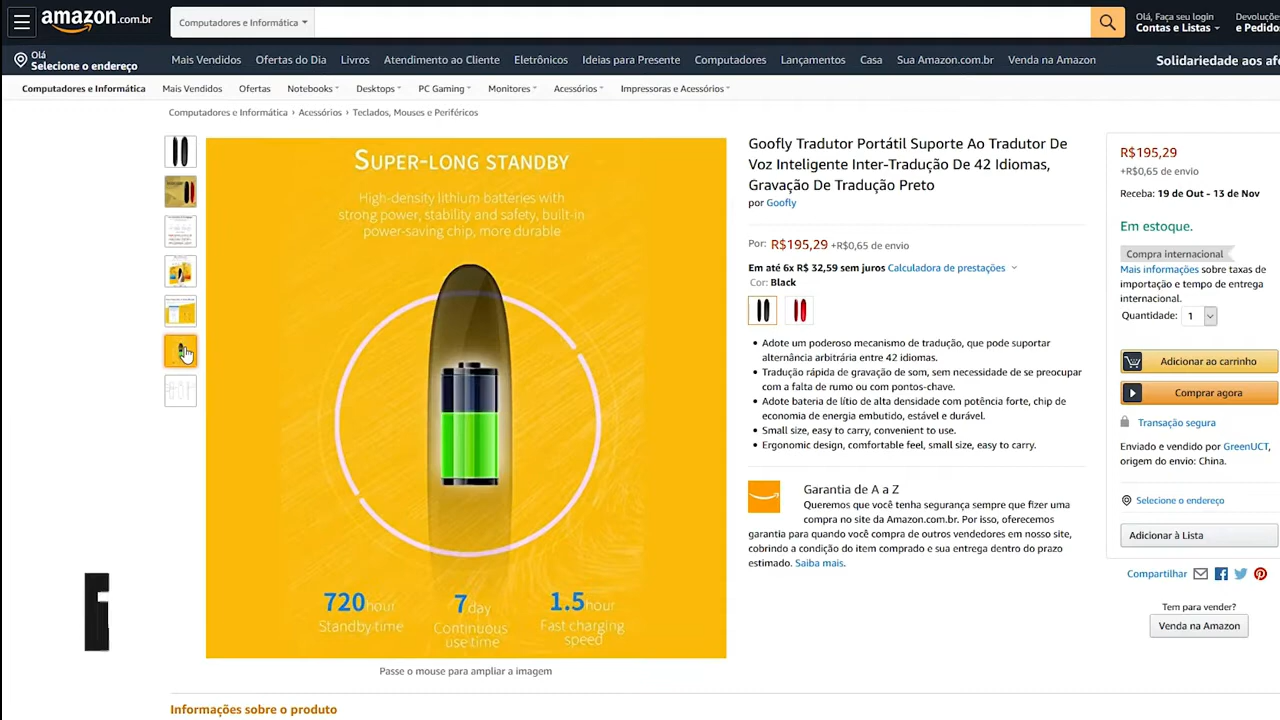 amazon.com.br
Computadores e Informática
Olá, Faça seu login
Contas e Listas
Devoluções
e Pedidos
Olá
Selecione o endereço
Mais Vendidos
Ofertas do Dia
Livros
Atendimento ao Cliente
Eletrônicos
Ideias para Presente
Computadores
Lançamentos
Casa
Sua Amazon.com.br
Venda na Amazon
Solidariedade aos afe
Computadores e Informática
Mais Vendidos
Ofertas
Notebooks
Desktops
PC Gaming
Monitores
Acessórios
Impressoras e Acessórios
Computadores e Informática › Acessórios › Teclados, Mouses e Periféricos
SUPER-LONG STANDBY
High-density lithium batteries with
strong power, stability and safety, built-in
power-saving chip, more durable
720 hour
Standby time
7 day
Continuous
use time
1.5 hour
Fast charging
speed
Passe o mouse para ampliar a imagem
Goofly Tradutor Portátil Suporte Ao Tradutor De
Voz Inteligente Inter-Tradução De 42 Idiomas,
Gravação De Tradução Preto
por Goofly
Por: R$195,29 +R$0,65 de envio
Em até 6x R$ 32,59 sem juros Calculadora de prestações
Cor: Black
• Adote um poderoso mecanismo de tradução, que pode suportar
alternância arbitrária entre 42 idiomas.
• Tradução rápida de gravação de som, sem necessidade de se preocupar
com a falta de rumo ou com pontos-chave.
• Adote bateria de lítio de alta densidade com potência forte, chip de
economia de energia embutido, estável e durável.
• Small size, easy to carry, convenient to use.
• Ergonomic design, comfortable feel, small size, easy to carry.
Garantia de A a Z
Queremos que você tenha segurança sempre que fizer uma
compra no site da Amazon.com.br. Por isso, oferecemos
garantia para quando você compra de outros vendedores em nosso site,
cobrindo a condição do item comprado e sua entrega dentro do prazo
estimado. Saiba mais.
R$195,29
+R$0,65 de envio
Receba: 19 de Out - 13 de Nov
Em estoque.
Compra internacional
Mais informações sobre taxas de
importação e tempo de entrega
internacional.
Quantidade: 1
Adicionar ao carrinho
Comprar agora
Transação segura
Enviado e vendido por GreenUCT,
origem do envio: China.
Selecione o endereço
Adicionar à Lista
Compartilhar
Tem para vender?
Venda na Amazon
Informações sobre o produto